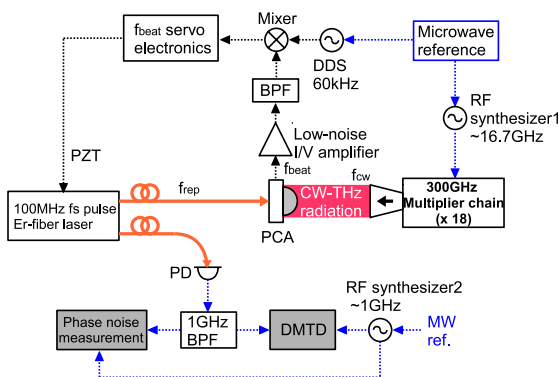 fbeat servo
electronics
Mixer
DDS
60kHz
Microwave
reference
BPF
RF
synthesizer1
~16.7GHz
Low-noise
I/V amplifier
PZT
fbeat
frep
fcw
100MHz fs pulse
Er-fiber laser
CW-THz
radiation
300GHz
Multiplier chain
(x 18)
PCA
PD
RF synthesizer2
~1GHz
Phase noise
measurement
1GHz
BPF
DMTD
MW
ref.